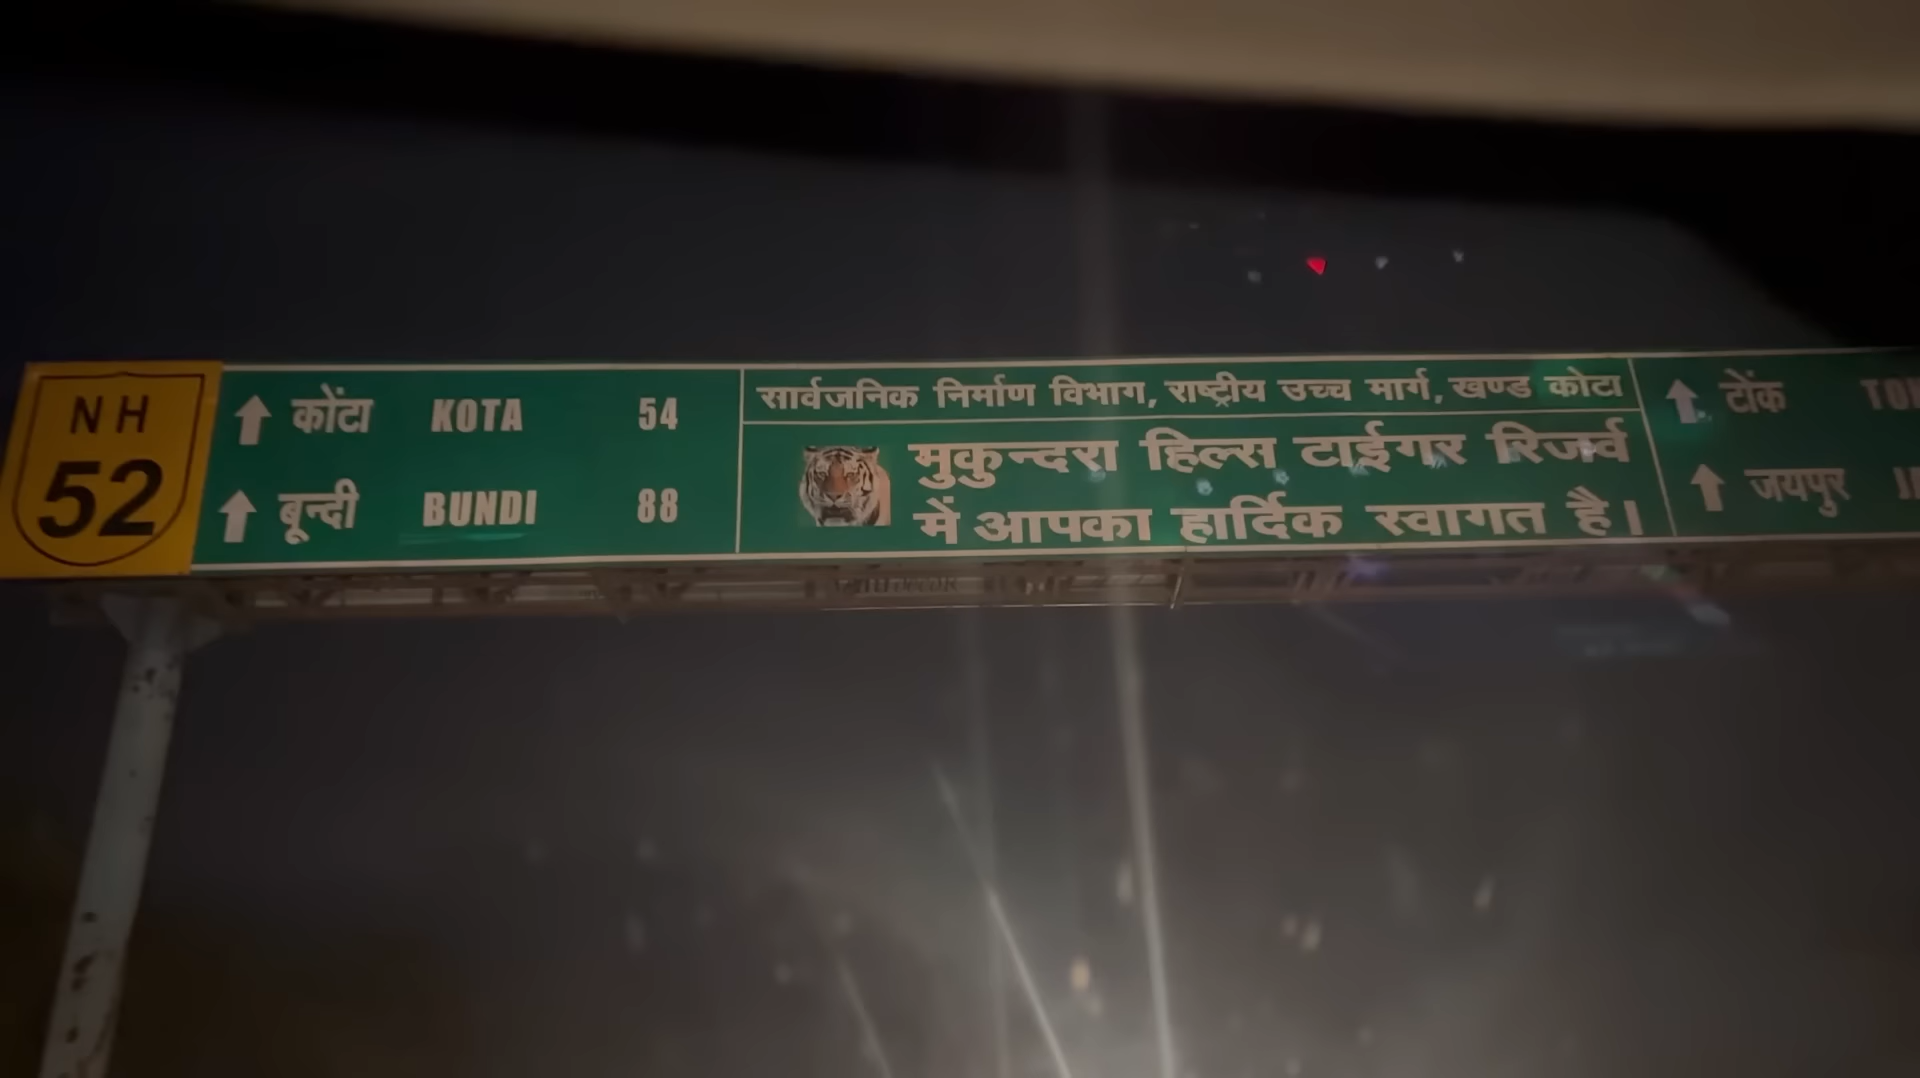 NH
52
कोंटा KOTA 54
बून्दी BUNDI 88
सार्वजनिक निर्माण विभाग, राष्ट्रीय उच्च मार्ग, खण्ड कोटा
मुकुन्दरा हिल्स टाईगर रिजर्व
में आपका हार्दिक स्वागत है।
टोंक
जयपुर